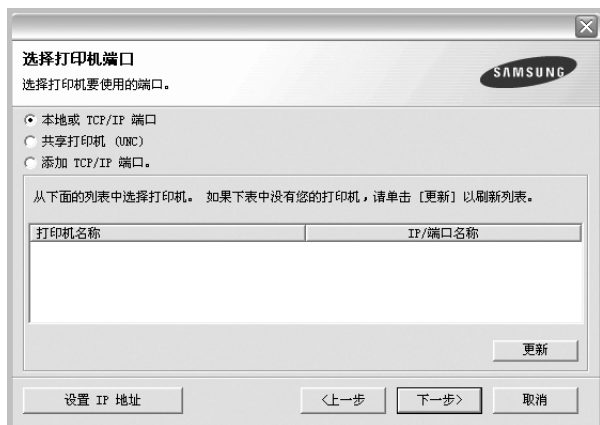 选择打印机端口
选择打印机要使用的端口。
SAMSUNG
本地或 TCP/IP 端口
共享打印机 (UNC)
添加 TCP/IP 端口。
从下面的列表中选择打印机。 如果下表中没有您的打印机,请单击 [更新] 以刷新列表。
打印机名称 IP/端口名称
更新
设置 IP 地址 <上一步 下一步> 取消